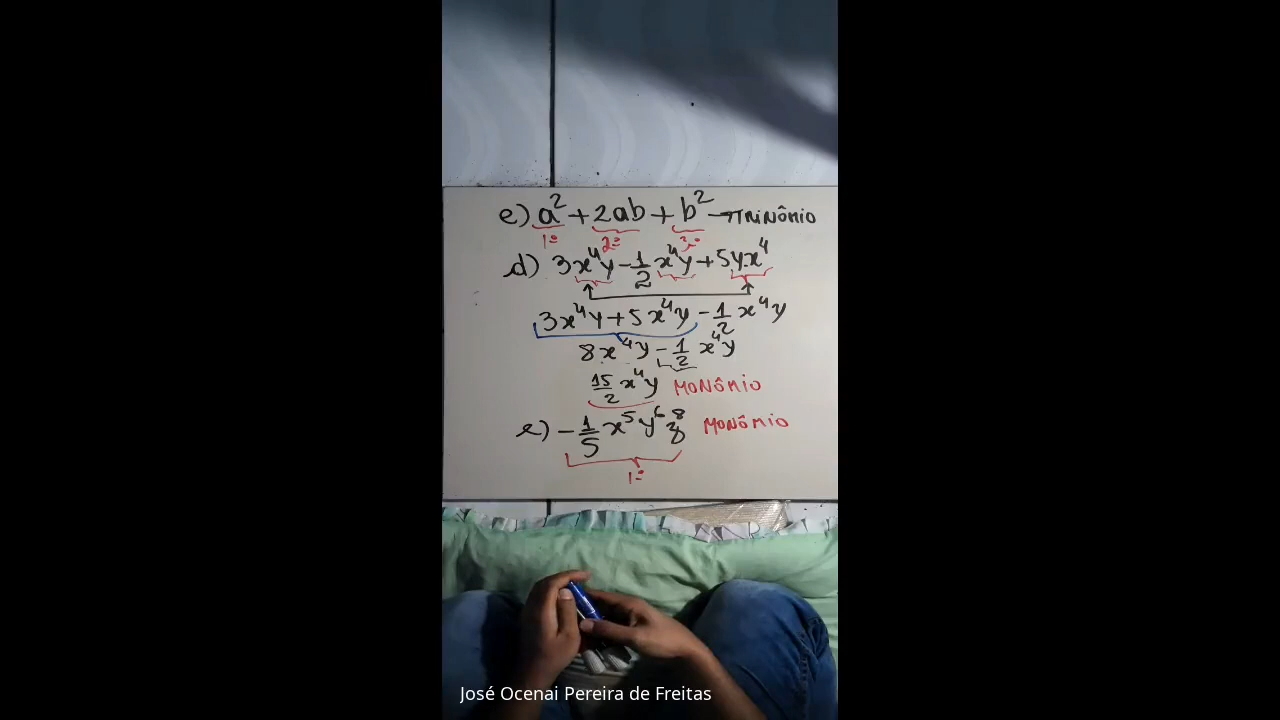 e) a² + 2ab + b² → TRINÔMIO
1º 2º 3º
d) 3x⁴y - 1/2 x⁴y + 5yx⁴
3x⁴y + 5x⁴y - 1/2 x⁴y
8x⁴y - 1/2 x⁴y
15/2 x⁴y MONÔMIO
e) - 1/5 x⁵y⁶z⁸ MONÔMIO
1º
José Ocenai Pereira de Freitas